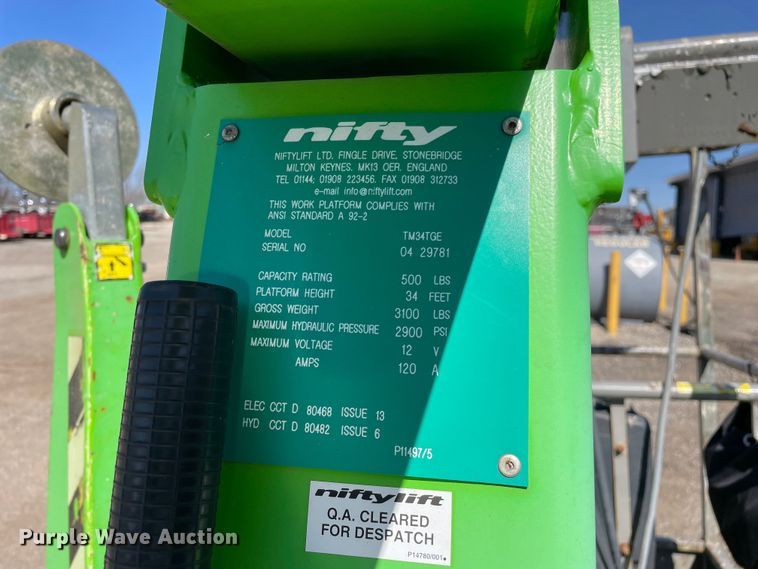 nifty
NIFTYLIFT LTD. FINGLE DRIVE, STONEBRIDGE
MILTON KEYNES. MK13 OER. ENGLAND
TEL 01144: 01908 223456. FAX 01908 312733
e-mail info@niftylift.com
THIS WORK PLATFORM COMPLIES WITH
ANSI STANDARD A 92-2
MODEL TM34TGE
SERIAL NO 04 29781
CAPACITY RATING 500 LBS
PLATFORM HEIGHT 34 FEET
GROSS WEIGHT 3100 LBS
MAXIMUM HYDRAULIC PRESSURE 2900 PSI
MAXIMUM VOLTAGE 12 V
AMPS 120 A
ELEC CCT D 80468 ISSUE 13
HYD CCT D 80482 ISSUE 6
P11497/5
niftylift
Q.A. CLEARED
FOR DESPATCH
P14780/001
Purple Wave Auction